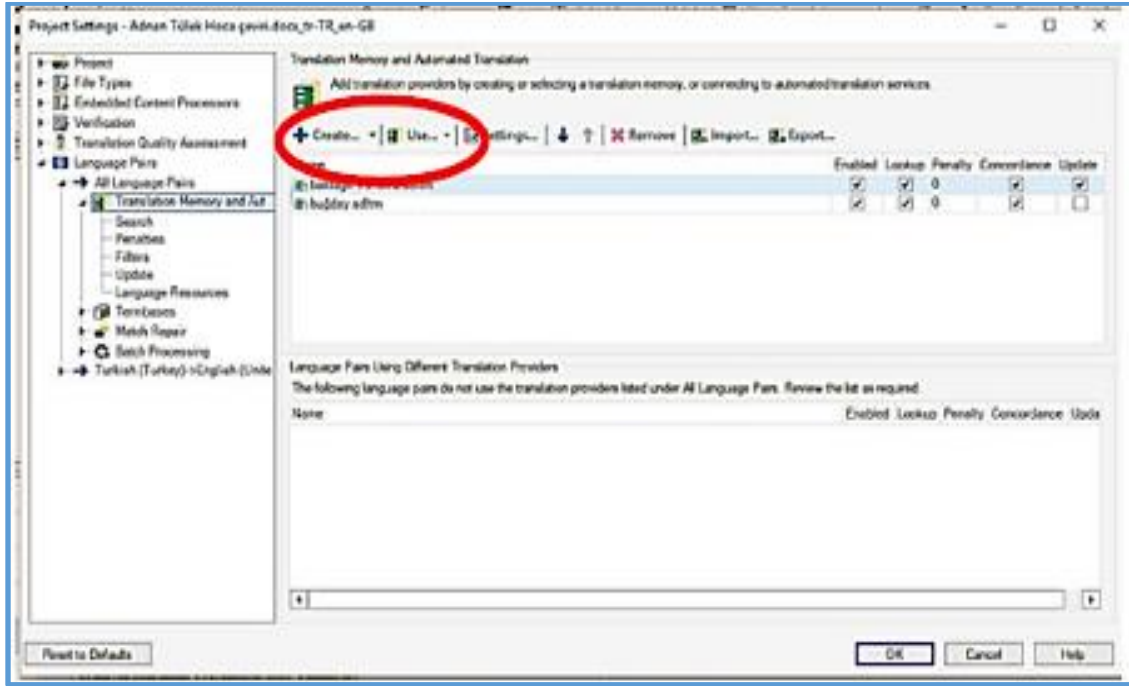 Project Settings - Adnan Tülek Hoca çeviri.docx_tr-TR_en-GB
Project
File Types
Embedded Content Processors
Verification
Translation Quality Assessment
Language Pairs
All Language Pairs
Translation Memory and Aut
Search
Penalties
Filters
Update
Language Resources
Termbases
Match Repair
Batch Processing
Turkish (Turkey)->English (Unite
Translation Memory and Automated Translation
Add translation providers by creating or selecting a translation memory, or connecting to automated translation services.
Create... Use... Settings... Remove Import... Export...
Enabled Lookup Penalty Concordance Update
0
buğday.sdltm 0
Language Pairs Using Different Translation Providers
The following language pairs do not use the translation providers listed under All Language Pairs. Review the list as required.
Name Enabled Lookup Penalty Concordance Upda
Reset to Defaults OK Cancel Help